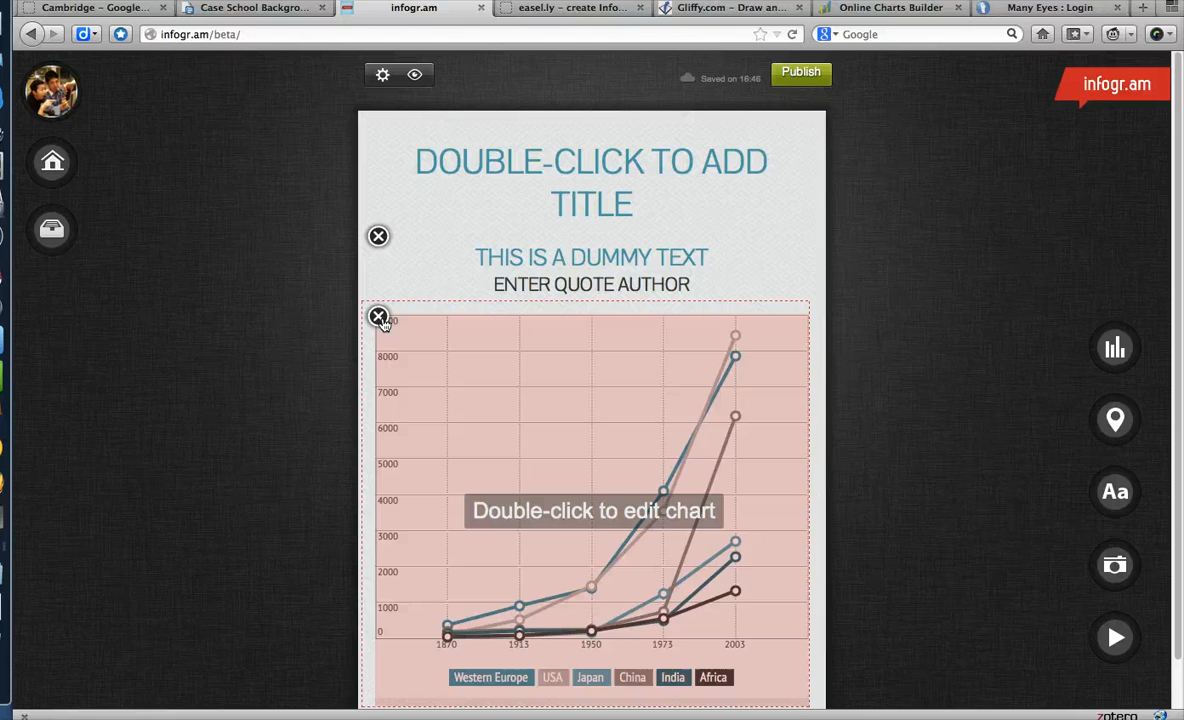 Cambridge – Google...
Case School Backgro...
infogr.am
easel.ly – create Info...
Gliffy.com – Draw an...
Online Charts Builder
Many Eyes : Login
infogr.am/beta/
Google
Saved on 16:46
Publish
infogr.am
DOUBLE-CLICK TO ADD
TITLE
THIS IS A DUMMY TEXT
ENTER QUOTE AUTHOR
8000
7000
6000
5000
4000
3000
2000
1000
0
Double-click to edit chart
1870 1913 1950 1973 2003
Western Europe USA Japan China India Africa
Aa
zotero